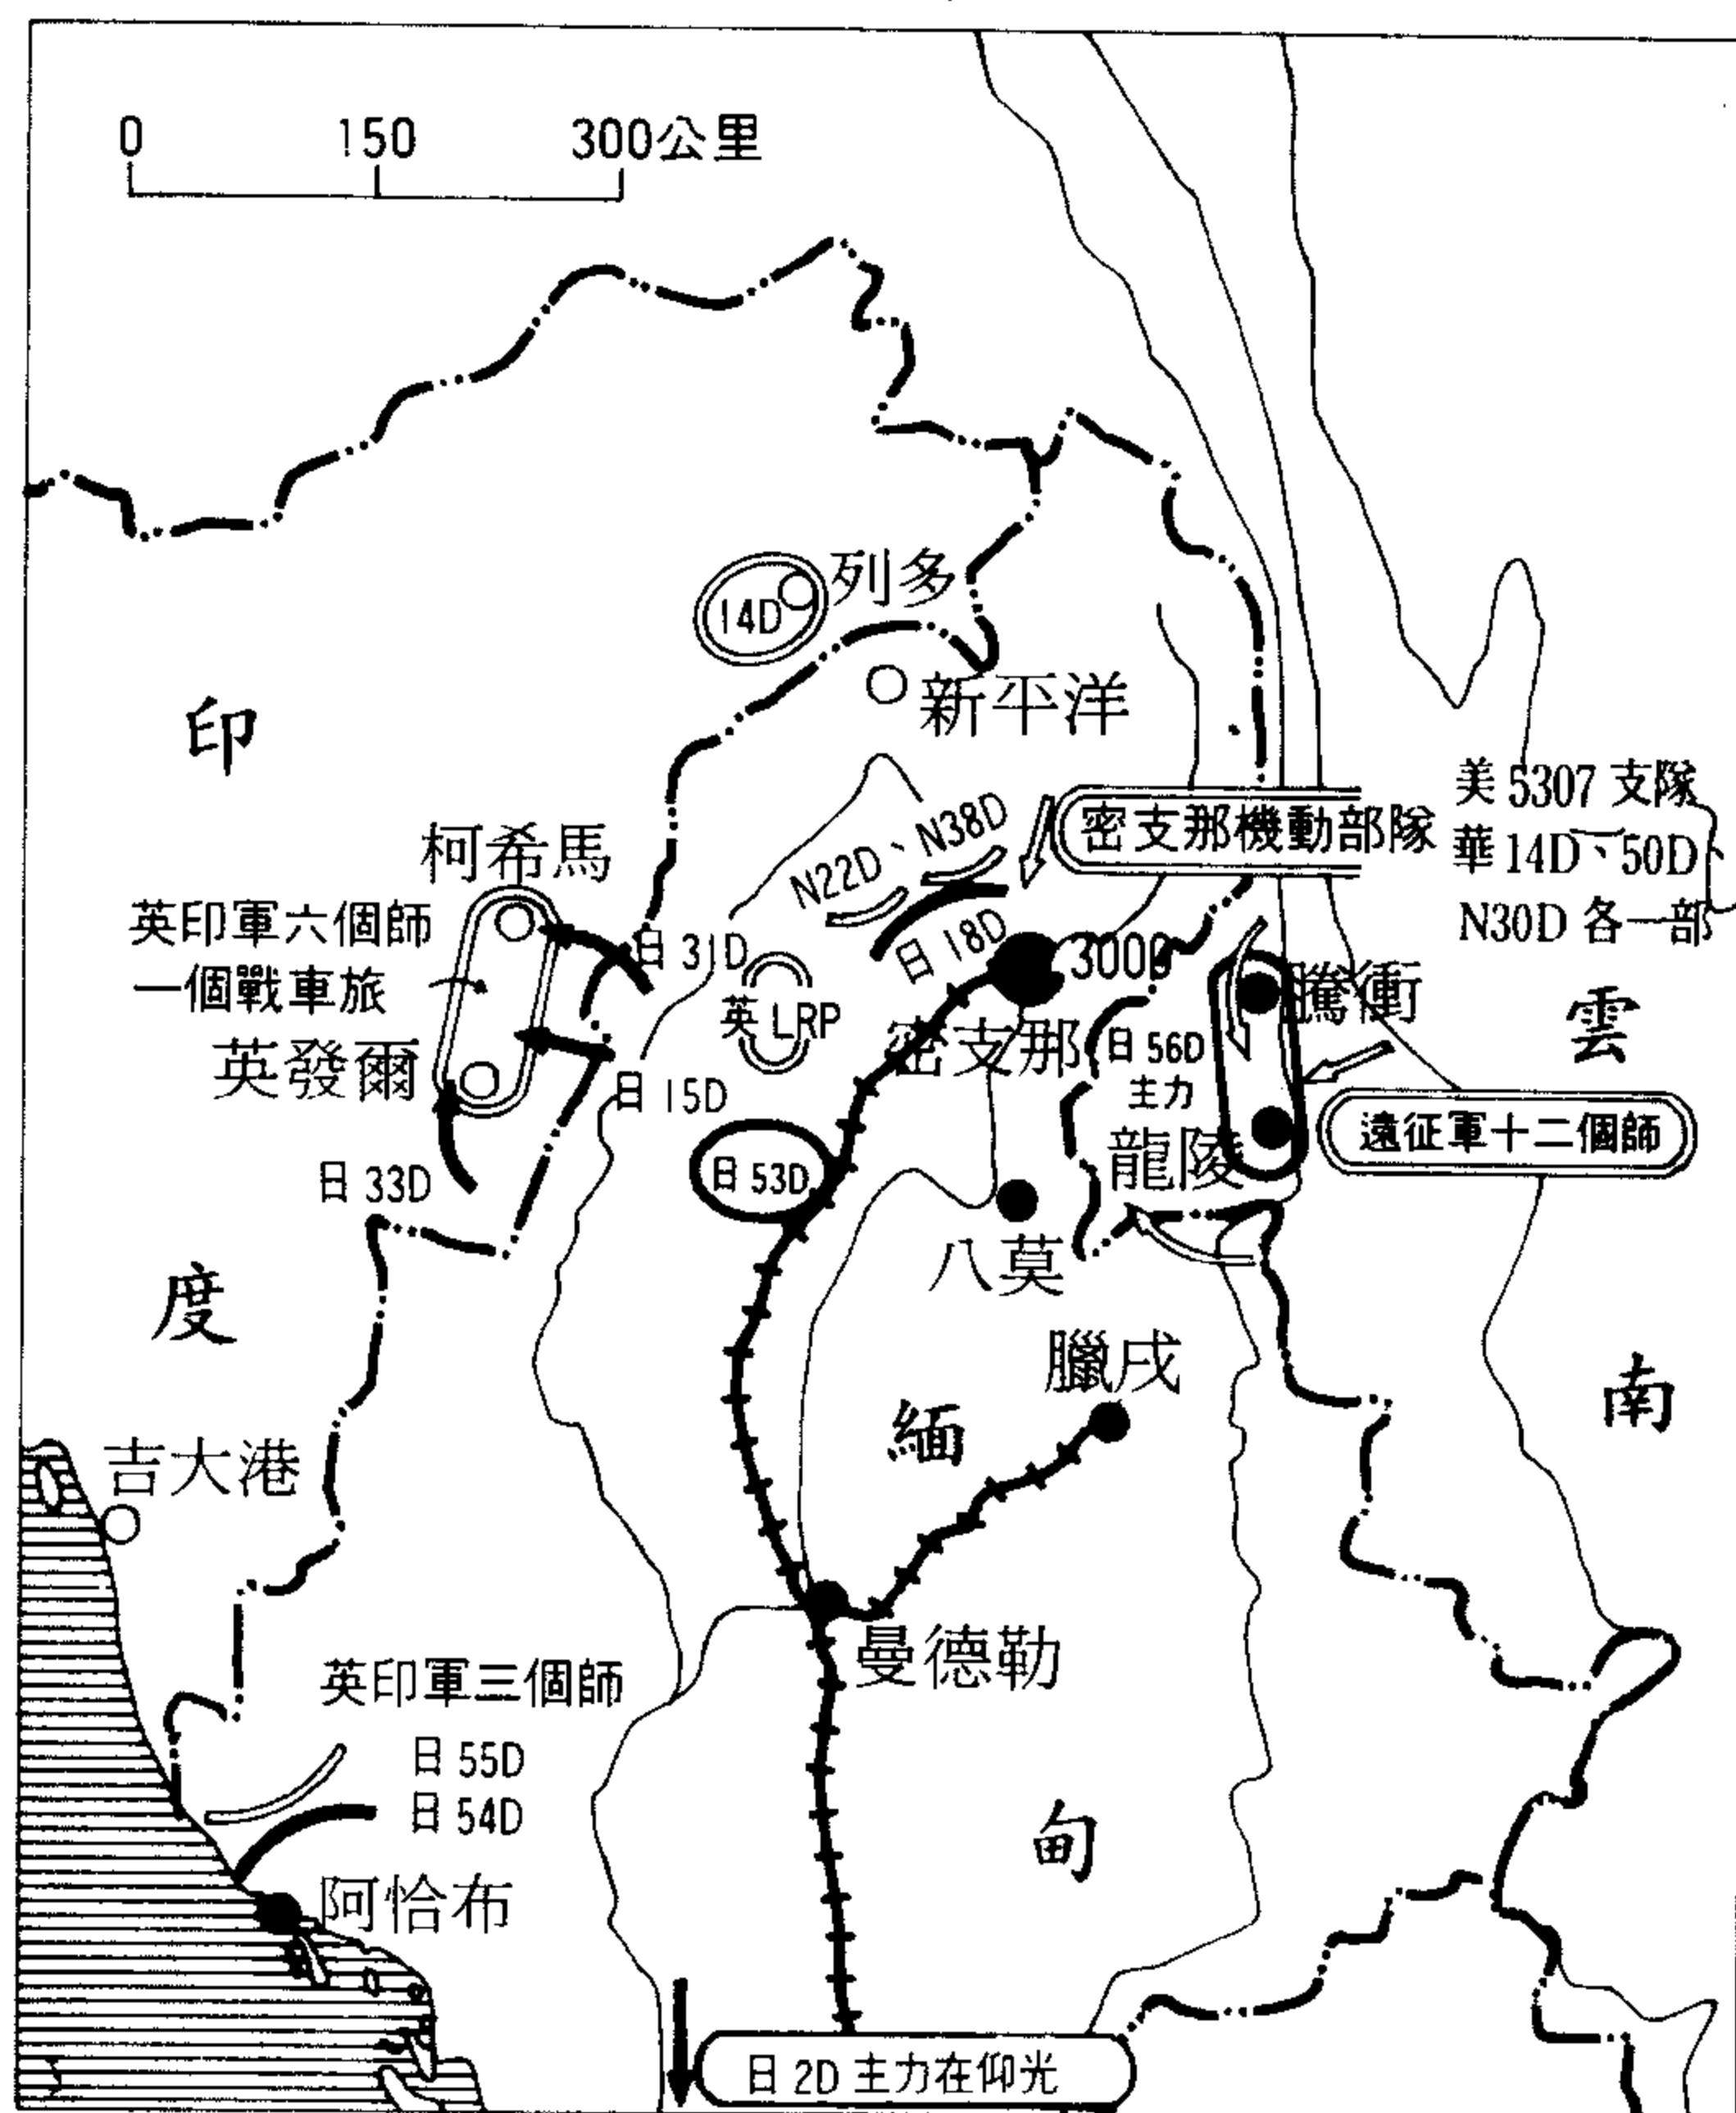 0 150 300公里
列多
14D
新平洋
印
柯希馬
N22D、N38D
密支那機動部隊
美 5307 支隊
華 14D、50D
N30D 各一部
英印軍六個師
一個戰車旅
英發爾
日 31D
日 18D
英 LRP
密支那
日 56D
主力
騰衝
雲
日 15D
日 33D
日 53D
龍陵
遠征軍十二個師
八莫
度
臘戌
緬
南
吉大港
曼德勒
英印軍三個師
日 55D
日 54D
甸
阿恰布
日 2D 主力在仰光